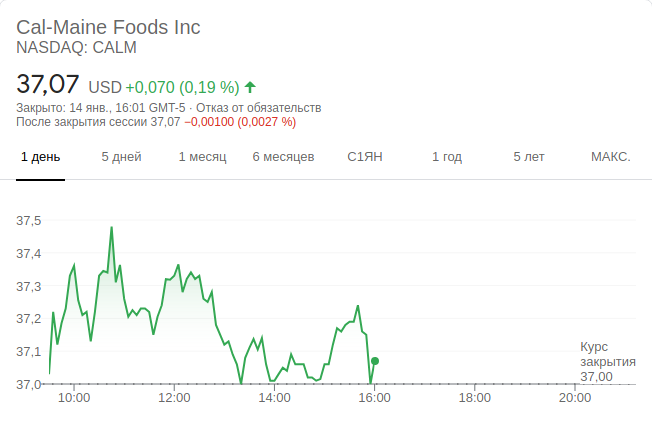 Cal-Maine Foods Inc
NASDAQ: CALM
37,07 USD +0,070 (0,19 %)
Закрыто: 14 янв., 16:01 GMT-5 · Отказ от обязательств
После закрытия сессии 37,07 −0,00100 (0,0027 %)
1 день 5 дней 1 месяц 6 месяцев С1ЯН 1 год 5 лет МАКС.
37,5
37,4
37,3
37,2
37,1
37,0
Курс
закрытия
37,00
10:00 12:00 14:00 16:00 18:00 20:00